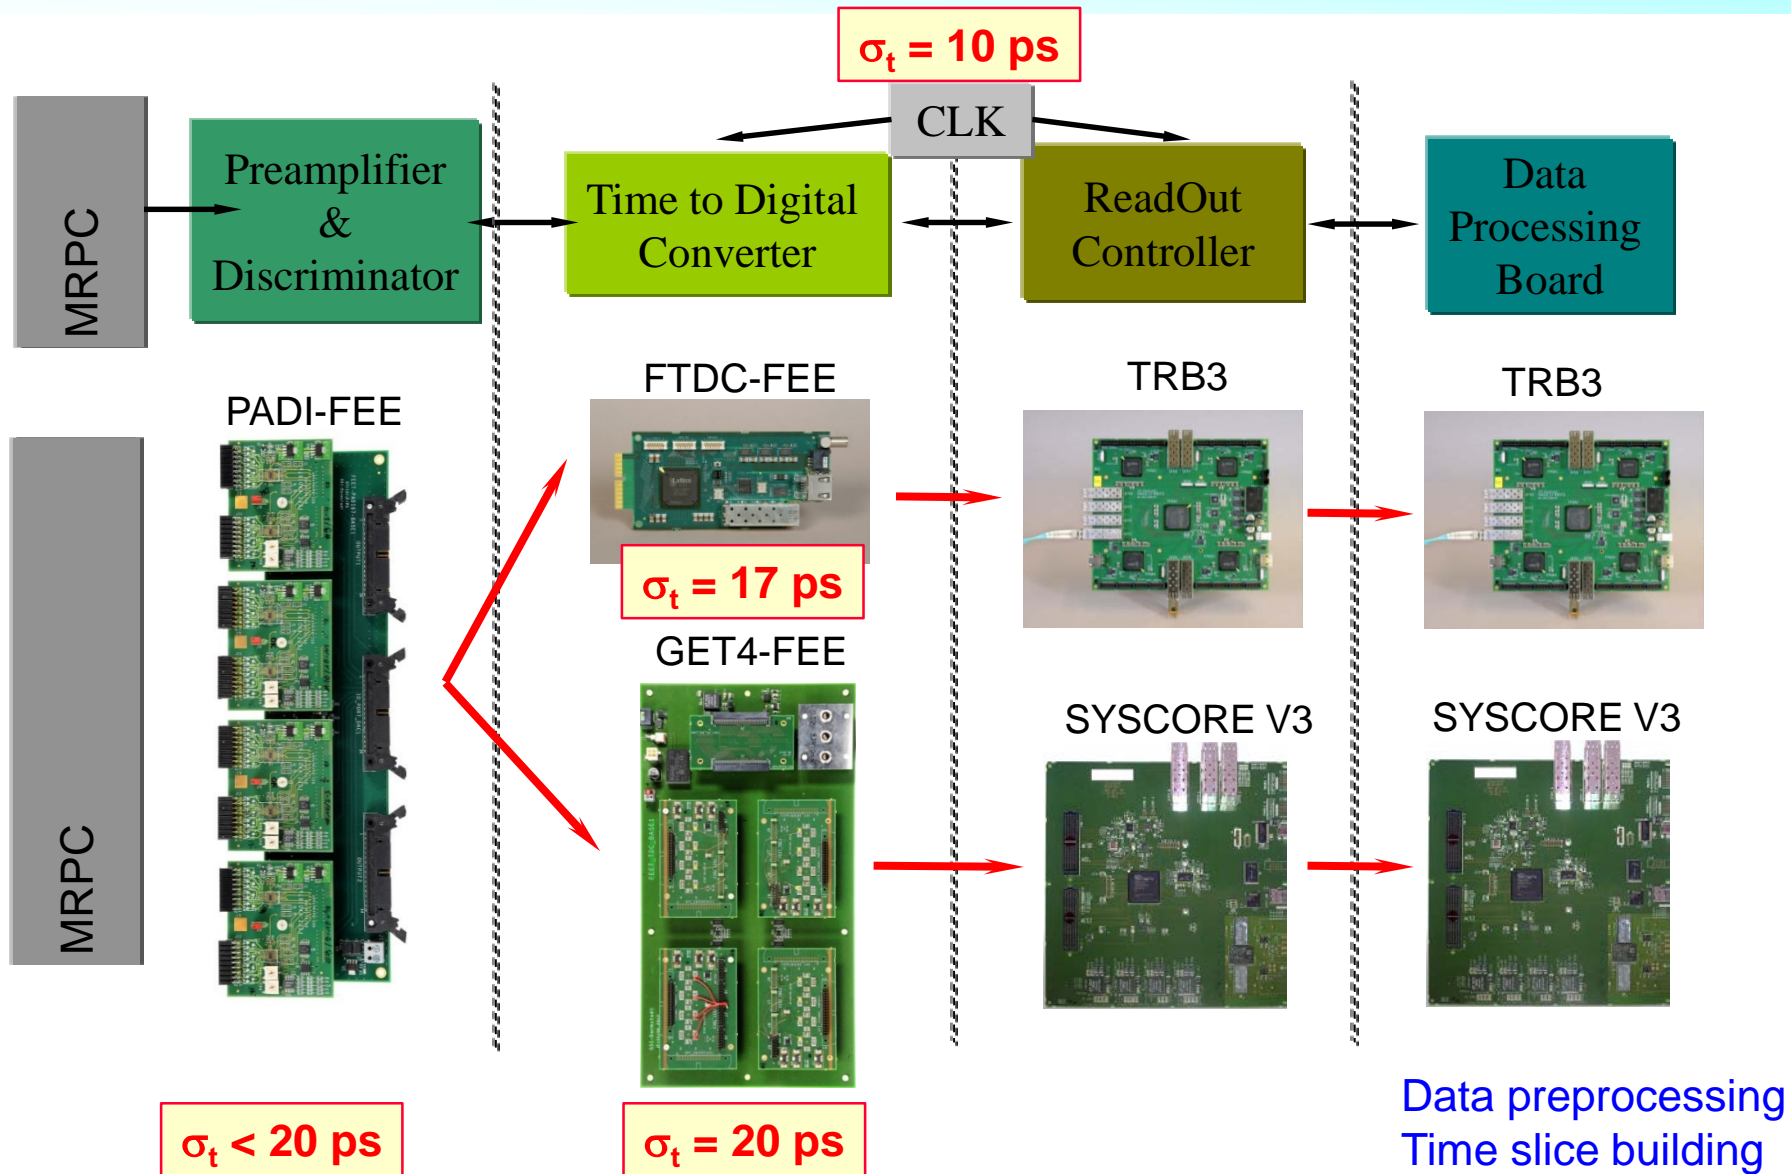 σt = 10 ps
CLK
MRPC
Preamplifier
&
Discriminator
Time to Digital
Converter
ReadOut
Controller
Data
Processing
Board
PADI-FEE
FTDC-FEE
TRB3
TRB3
MRPC
σt = 17 ps
GET4-FEE
SYSCORE V3
SYSCORE V3
σt < 20 ps
σt = 20 ps
Data preprocessing
Time slice building